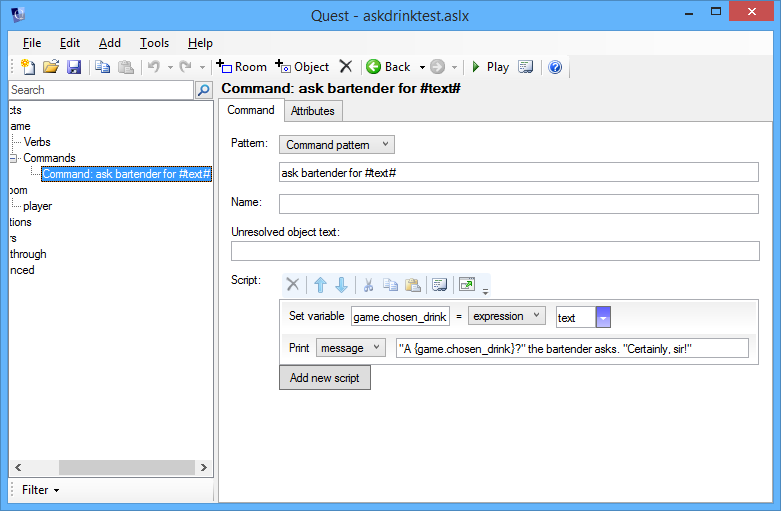 Quest - askdrinktest.aslx
File Edit Add Tools Help
Room Object Back Play
Search
Command: ask bartender for #text#
Command Attributes
cts
ame
Verbs
Commands
Command: ask bartender for #text#
oom
player
tions
rs
through
nced
Filter
Pattern: Command pattern
ask bartender for #text#
Name:
Unresolved object text:
Script:
Set variable game.chosen_drink = expression text
Print message "A {game.chosen_drink}?" the bartender asks. "Certainly, sir!"
Add new script